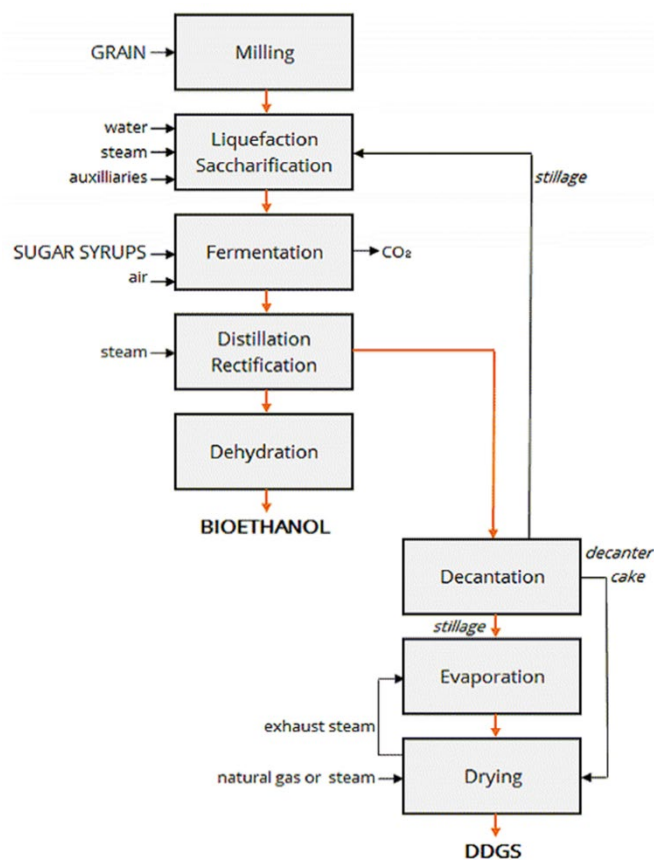 GRAIN
Milling
water
steam
auxilliaries
Liquefaction
Saccharification
stillage
SUGAR SYRUPS
air
Fermentation
CO₂
steam
Distillation
Rectification
Dehydration
BIOETHANOL
Decantation
decanter
cake
stillage
Evaporation
exhaust steam
natural gas or steam
Drying
DDGS